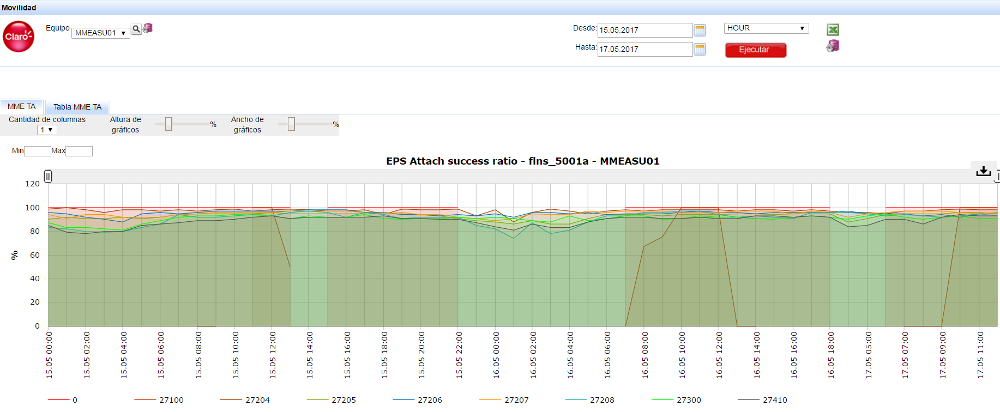 Movilidad
Claro
Equipo MMEASU01
Desde: 15.05.2017 HOUR
Hasta: 17.05.2017 Ejecutar
MME TA Tabla MME TA
Cantidad de columnas Altura de gráficos % Ancho de gráficos %
1
Min Max
EPS Attach success ratio - flns_5001a - MMEASU01
120
100
80
60
40
20
0
%
15.05 00:00 15.05 02:00 15.05 04:00 15.05 06:00 15.05 08:00 15.05 10:00 15.05 12:00 15.05 14:00 15.05 16:00 15.05 18:00 15.05 20:00 15.05 22:00 16.05 00:00 16.05 02:00 16.05 04:00 16.05 06:00 16.05 08:00 16.05 10:00 16.05 12:00 16.05 14:00 16.05 16:00 16.05 18:00 17.05 05:00 17.05 07:00 17.05 09:00 17.05 11:00
0 27100 27204 27205 27206 27207 27208 27300 27410